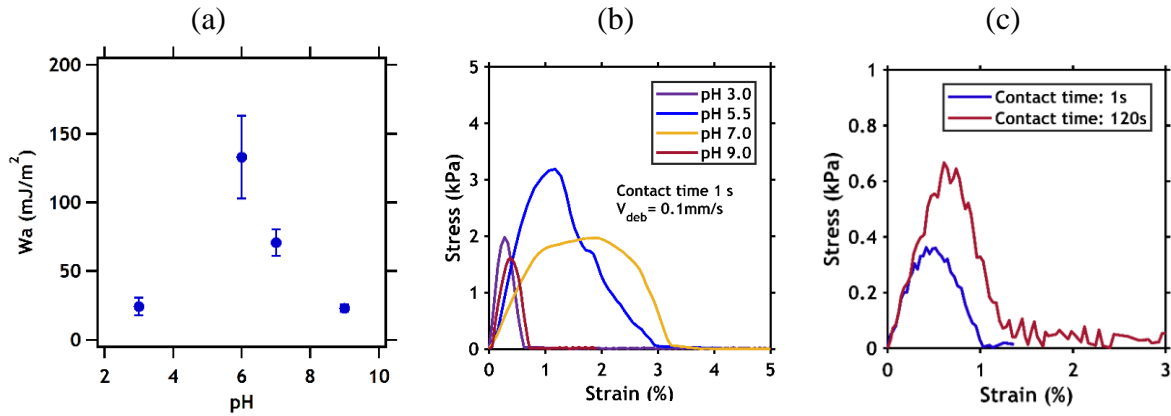 (a)
200
150
100
50
0
Wa (mJ/m²)
2 4 6 8 10
pH
(b)
5
4
3
2
1
0
Stress (kPa)
pH 3.0
pH 5.5
pH 7.0
pH 9.0
Contact time 1 s
V_deb = 0.1mm/s
0 1 2 3 4 5
Strain (%)
(c)
1
0.8
0.6
0.4
0.2
0
Stress (kPa)
Contact time: 1s
Contact time: 120s
0 1 2 3
Strain (%)